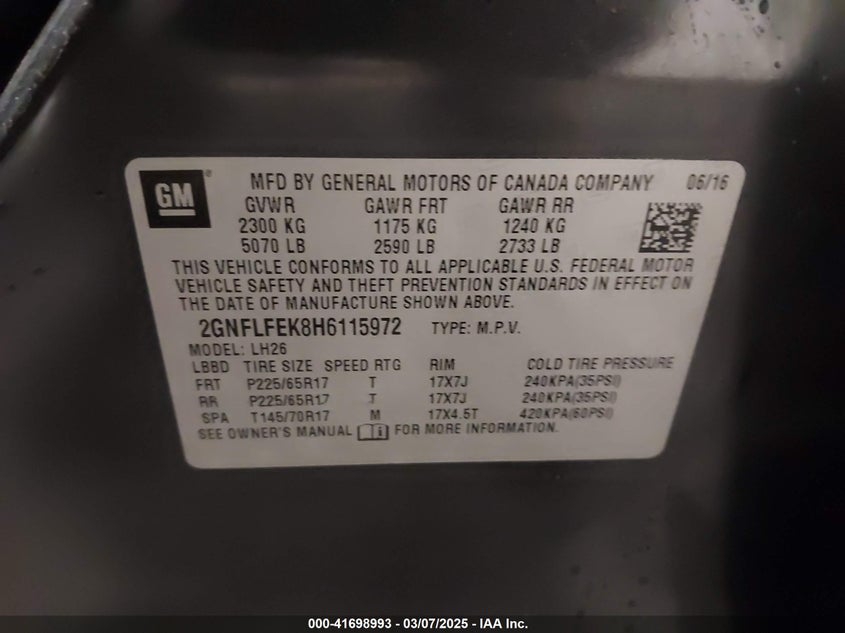 GM®
MFD BY GENERAL MOTORS OF CANADA COMPANY 06/16
GVWR GAWR FRT GAWR RR
2300 KG 1175 KG 1240 KG
5070 LB 2590 LB 2733 LB
THIS VEHICLE CONFORMS TO ALL APPLICABLE U.S. FEDERAL MOTOR
VEHICLE SAFETY AND THEFT PREVENTION STANDARDS IN EFFECT ON
THE DATE OF MANUFACTURE SHOWN ABOVE.
2GNFLFEK8H6115972 TYPE: M.P.V.
MODEL: LH26
LBBD TIRE SIZE SPEED RTG RIM COLD TIRE PRESSURE
FRT P225/65R17 T 17X7J 240KPA(35PSI)
RR P225/65R17 T 17X7J 240KPA(35PSI)
SPA T145/70R17 M 17X4.5T 420KPA(60PSI)
SEE OWNER'S MANUAL FOR MORE INFORMATION.
000-41698993 - 03/07/2025 - IAA Inc.